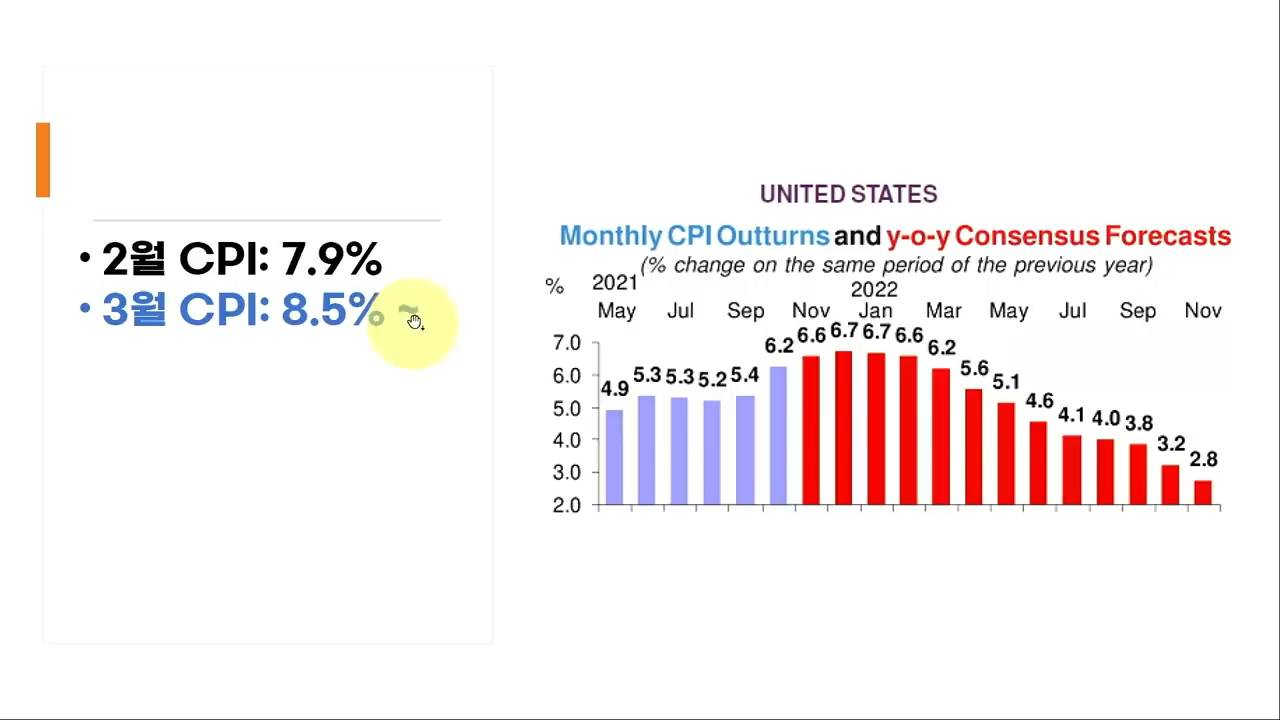 • 2월 CPI: 7.9%
• 3월 CPI: 8.5% ~
UNITED STATES
Monthly CPI Outturns and y-o-y Consensus Forecasts
(% change on the same period of the previous year)
% 2021 2022
May Jul Sep Nov Jan Mar May Jul Sep Nov
4.9 5.3 5.3 5.2 5.4 6.2 6.6 6.7 6.7 6.6 6.2 5.6 5.1 4.6 4.1 4.0 3.8 3.2 2.8
7.0
6.0
5.0
4.0
3.0
2.0